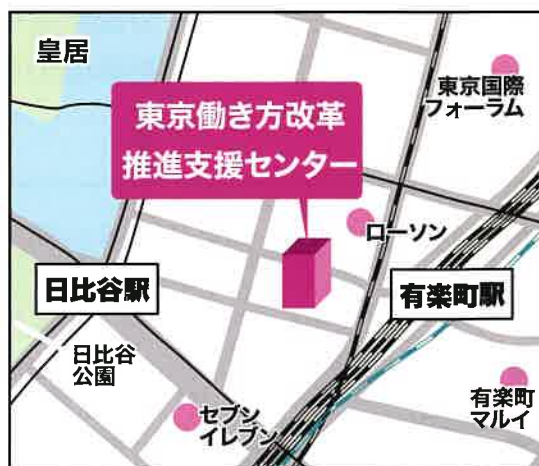 皇居
東京国際
フォーラム
東京働き方改革
推進支援センター
ローソン
日比谷駅
有楽町駅
日比谷
公園
セブン
イレブン
有楽町
マルイ